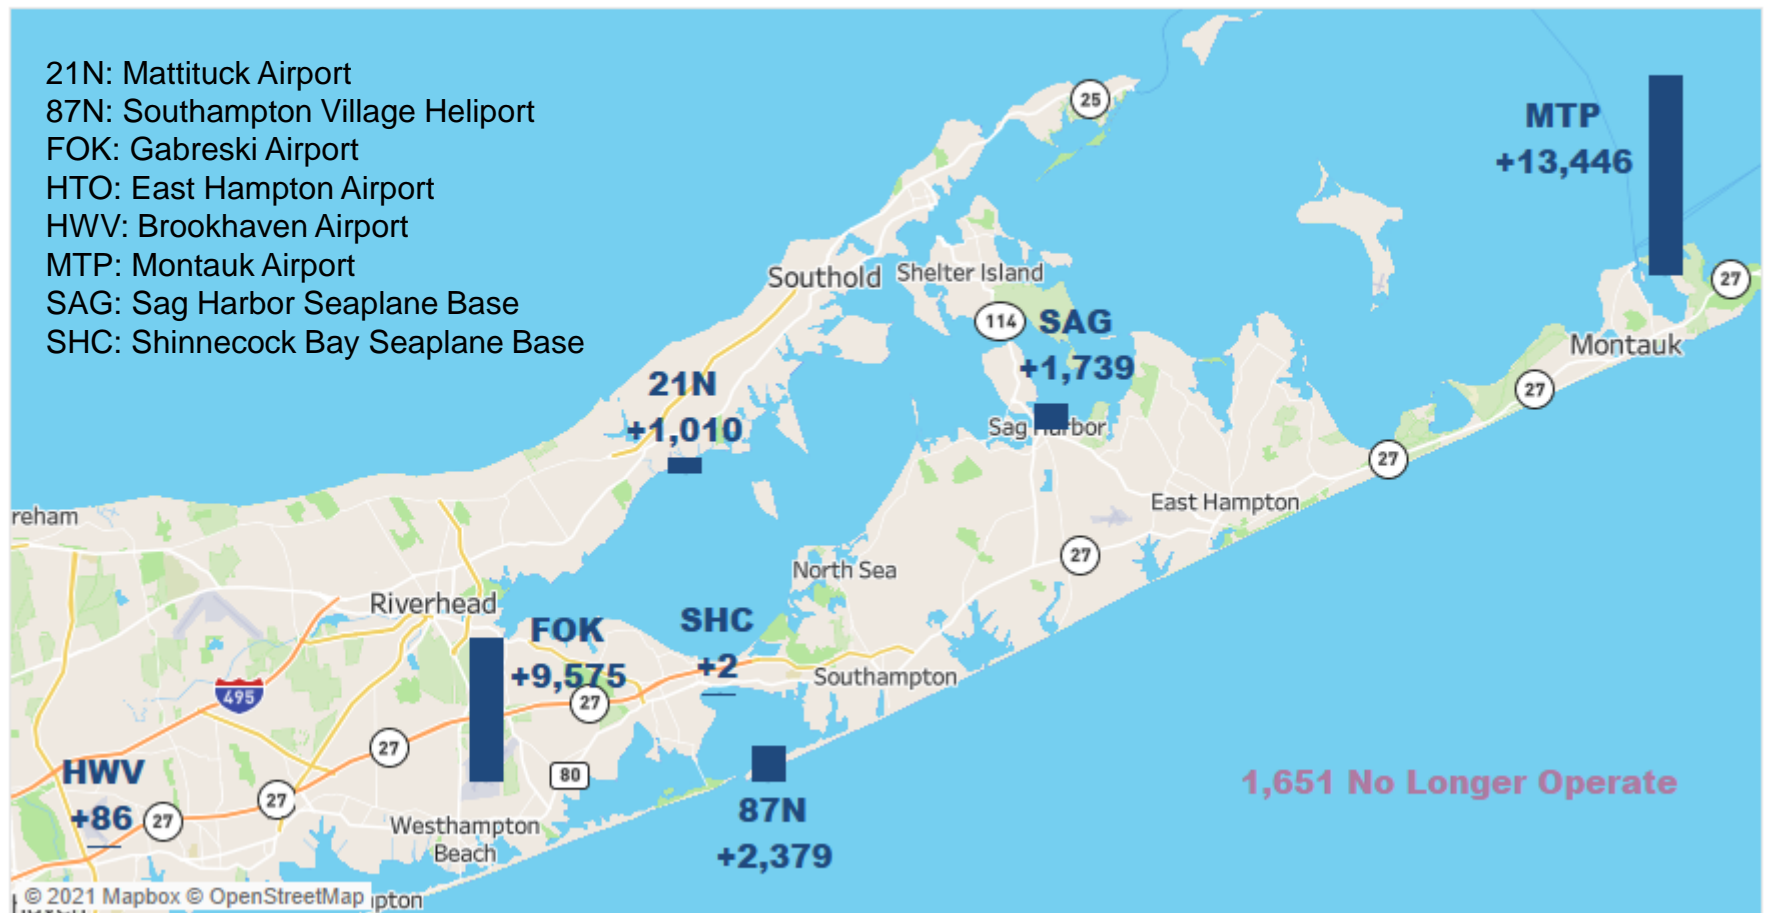 21N: Mattituck Airport
87N: Southampton Village Heliport
FOK: Gabreski Airport
HTO: East Hampton Airport
HWV: Brookhaven Airport
MTP: Montauk Airport
SAG: Sag Harbor Seaplane Base
SHC: Shinnecock Bay Seaplane Base
25
MTP
+13,446
Southold
Shelter Island
27
114
SAG
+1,739
Montauk
21N
+1,010
27
Sag Harbor
27
reham
East Hampton
27
North Sea
Riverhead
FOK
+9,575
SHC
+2
Southampton
495
27
27
80
HWV
+86
27
27
1,651 No Longer Operate
Westhampton
Beach
87N
+2,379
© 2021 Mapbox © OpenStreetMap
pton